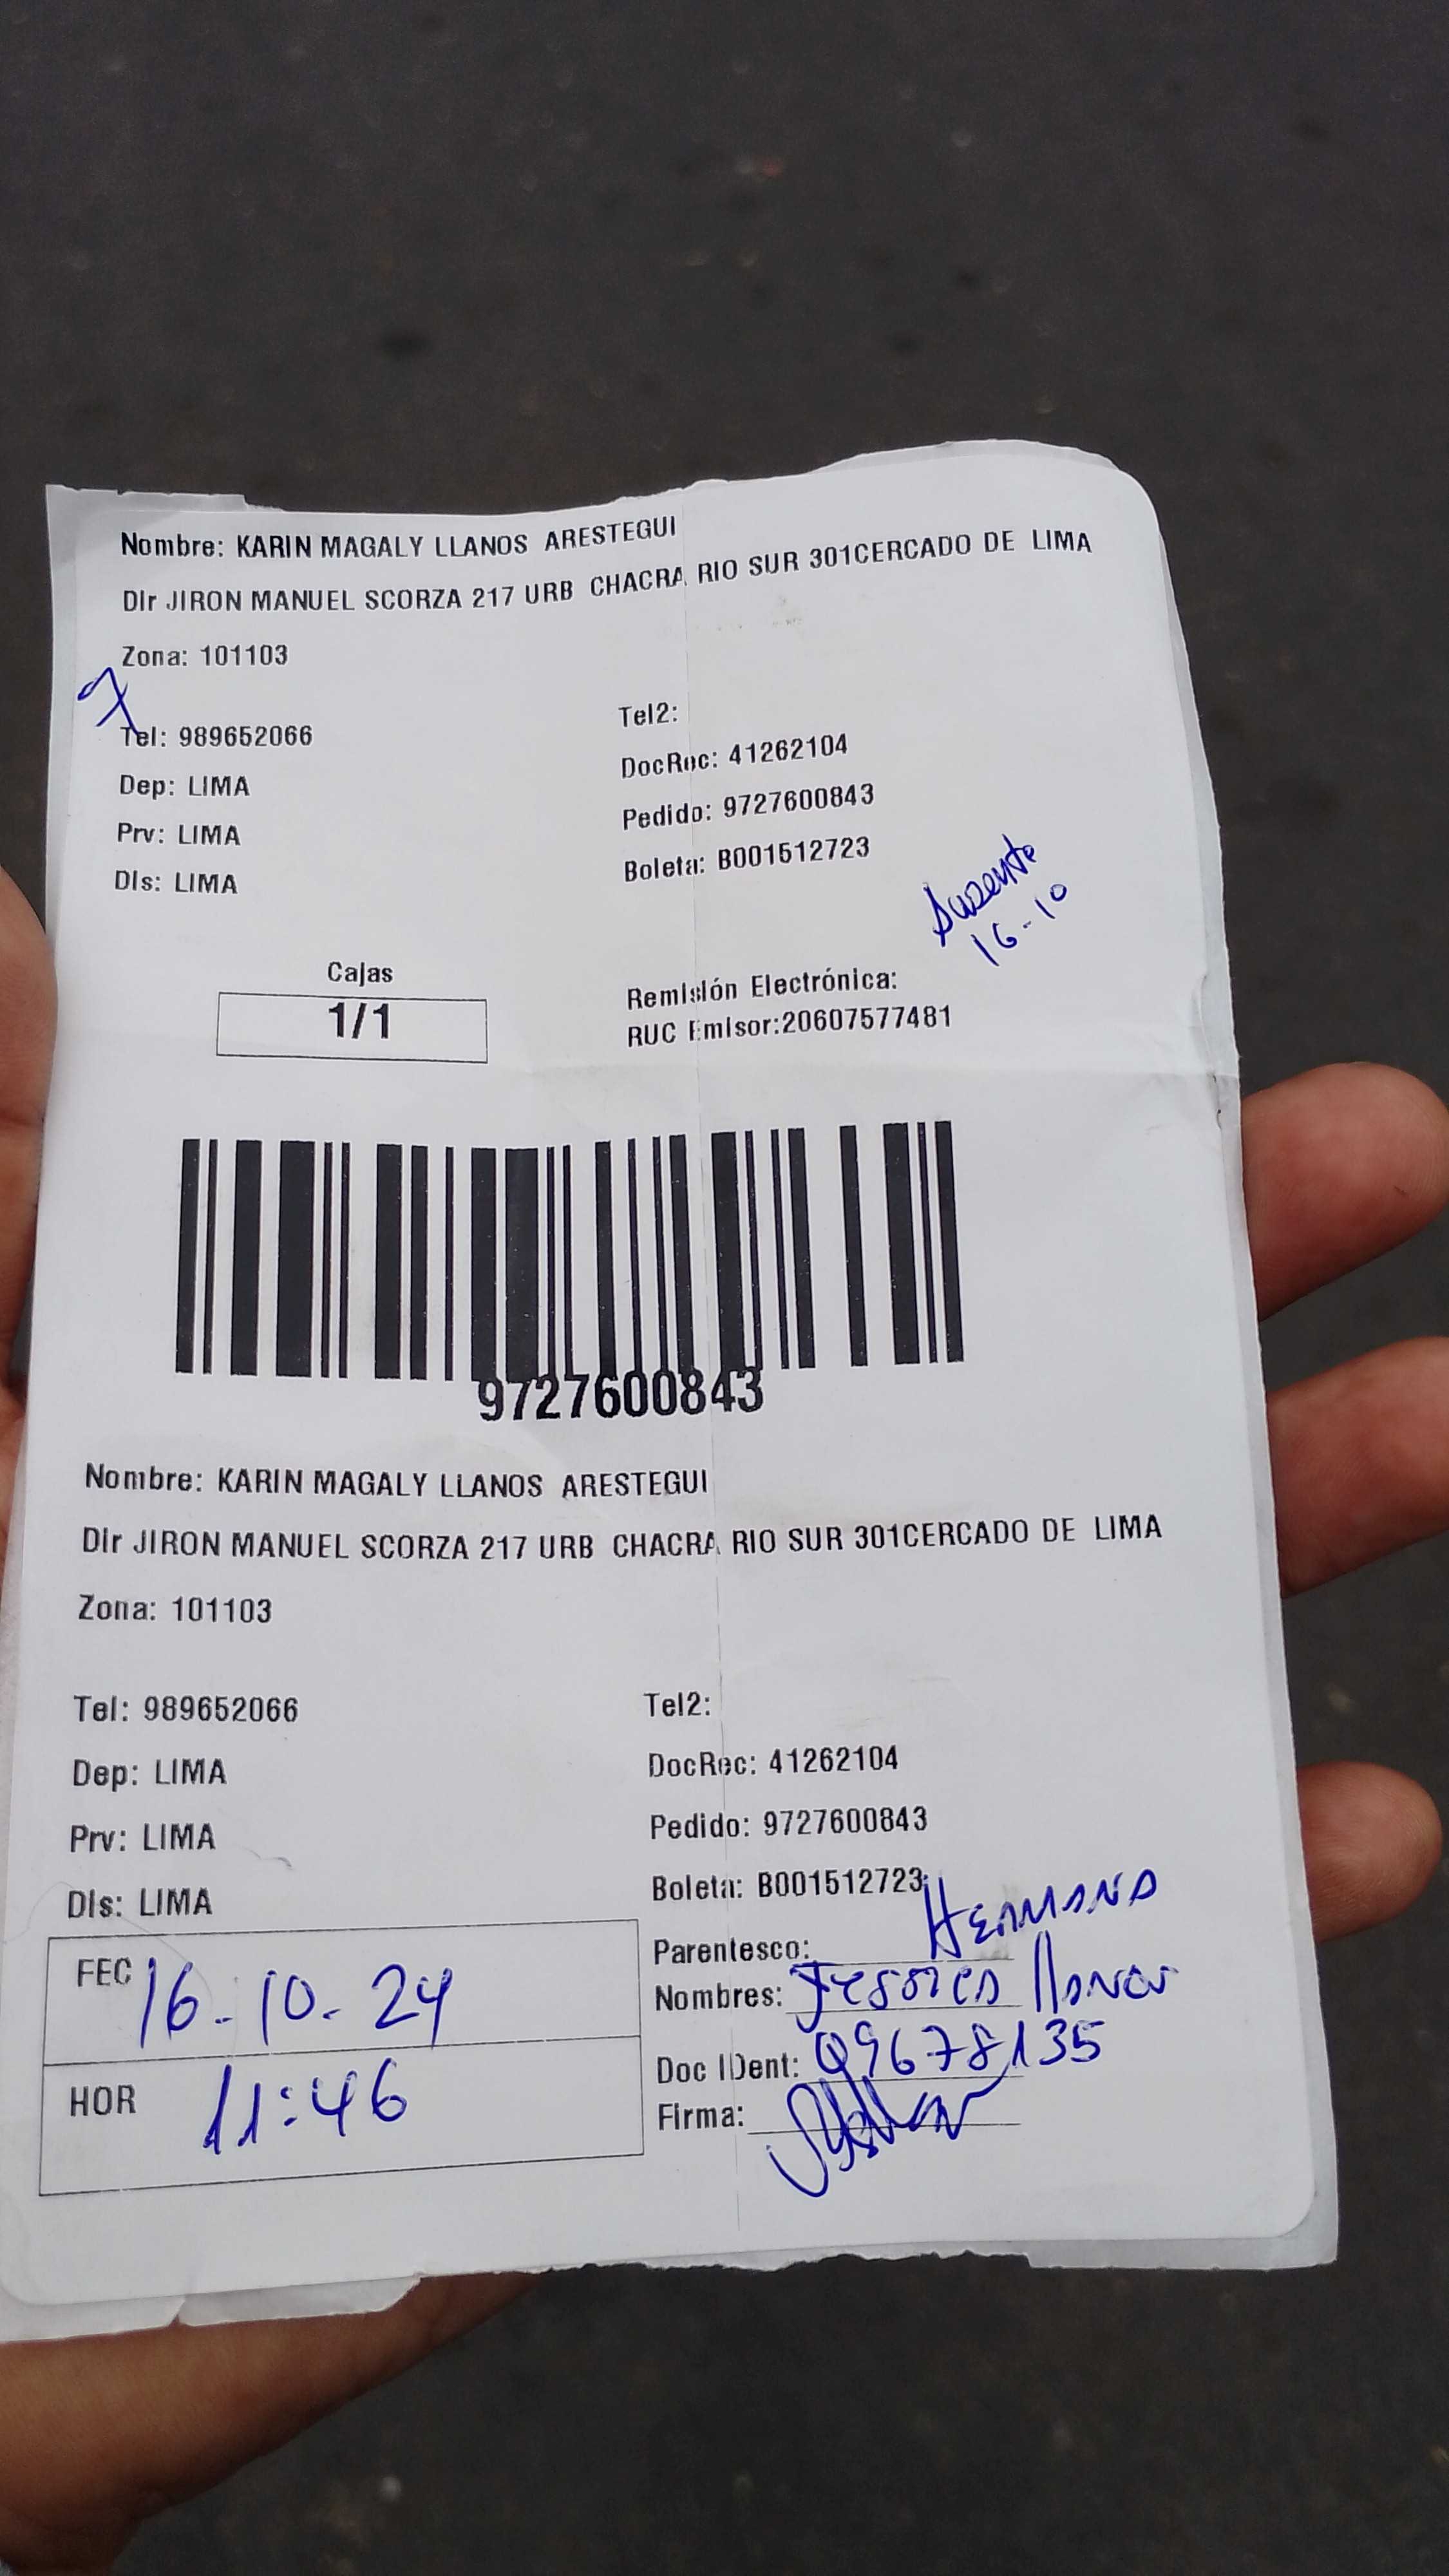 Nombre: KARIN MAGALY LLANOS ARESTEGUI
Dir JIRON MANUEL SCORZA 217 URB CHACRA RIO SUR 301CERCADO DE LIMA
Zona: 101103
Tel: 989652066
Tel2:
Dep: LIMA
DocRec: 41262104
Prv: LIMA
Pedido: 9727600843
Dis: LIMA
Boleta: B001512723
16-10
Cajas
1/1
Remisión Electrónica:
RUC Emisor:20607577481
9727600843
Nombre: KARIN MAGALY LLANOS ARESTEGUI
Dir JIRON MANUEL SCORZA 217 URB CHACRA RIO SUR 301CERCADO DE LIMA
Zona: 101103
Tel: 989652066
Tel2:
Dep: LIMA
DocRec: 41262104
Prv: LIMA
Pedido: 9727600843
Dis: LIMA
Boleta: B001512723
FEC 16-10-24
HOR 11:46
Parentesco: HERMANA
Nombres: llanos
Doc IDent: 09678135
Firma: